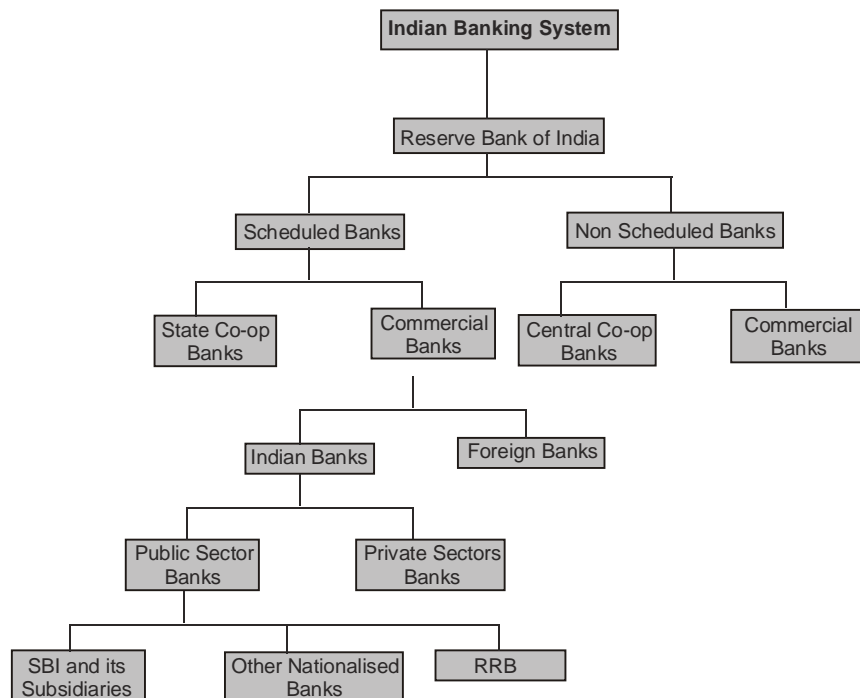 Indian Banking System
Reserve Bank of India
Scheduled Banks
Non Scheduled Banks
State Co-op
Banks
Commercial
Banks
Central Co-op
Banks
Commercial
Banks
Indian Banks
Foreign Banks
Public Sector
Banks
Private Sectors
Banks
SBI and its
Subsidiaries
Other Nationalised
Banks
RRB